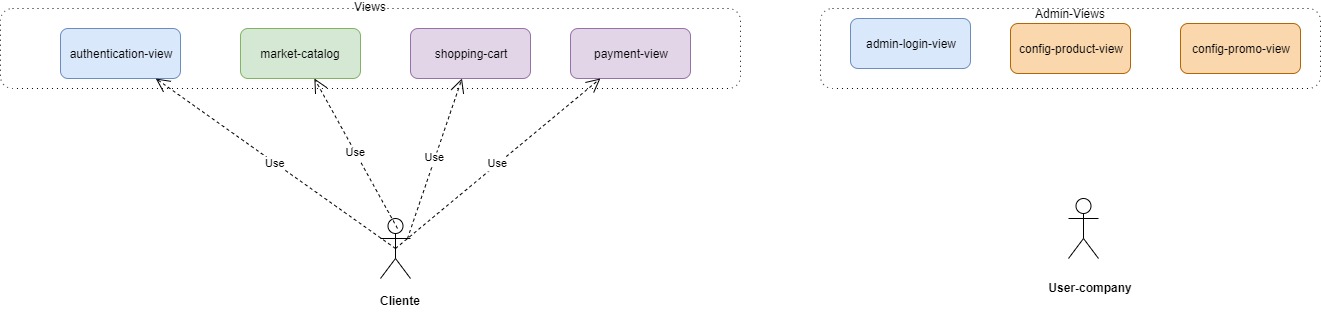 Views
Admin-Views
authentication-view
market-catalog
shopping-cart
payment-view
admin-login-view
config-product-view
config-promo-view
Use
Use
Use
Use
Cliente
User-company